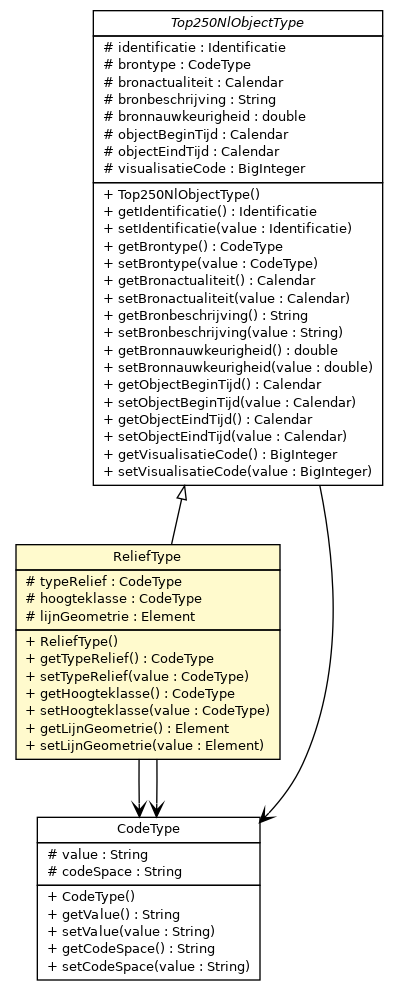 Top250NlObjectType
# identificatie : Identificatie
# brontype : CodeType
# bronactualiteit : Calendar
# bronbeschrijving : String
# bronnauwkeurigheid : double
# objectBeginTijd : Calendar
# objectEindTijd : Calendar
# visualisatieCode : BigInteger
+ Top250NlObjectType()
+ getIdentificatie() : Identificatie
+ setIdentificatie(value : Identificatie)
+ getBrontype() : CodeType
+ setBrontype(value : CodeType)
+ getBronactualiteit() : Calendar
+ setBronactualiteit(value : Calendar)
+ getBronbeschrijving() : String
+ setBronbeschrijving(value : String)
+ getBronnauwkeurigheid() : double
+ setBronnauwkeurigheid(value : double)
+ getObjectBeginTijd() : Calendar
+ setObjectBeginTijd(value : Calendar)
+ getObjectEindTijd() : Calendar
+ setObjectEindTijd(value : Calendar)
+ getVisualisatieCode() : BigInteger
+ setVisualisatieCode(value : BigInteger)
ReliefType
# typeRelief : CodeType
# hoogteklasse : CodeType
# lijnGeometrie : Element
+ ReliefType()
+ getTypeRelief() : CodeType
+ setTypeRelief(value : CodeType)
+ getHoogteklasse() : CodeType
+ setHoogteklasse(value : CodeType)
+ getLijnGeometrie() : Element
+ setLijnGeometrie(value : Element)
CodeType
# value : String
# codeSpace : String
+ CodeType()
+ getValue() : String
+ setValue(value : String)
+ getCodeSpace() : String
+ setCodeSpace(value : String)